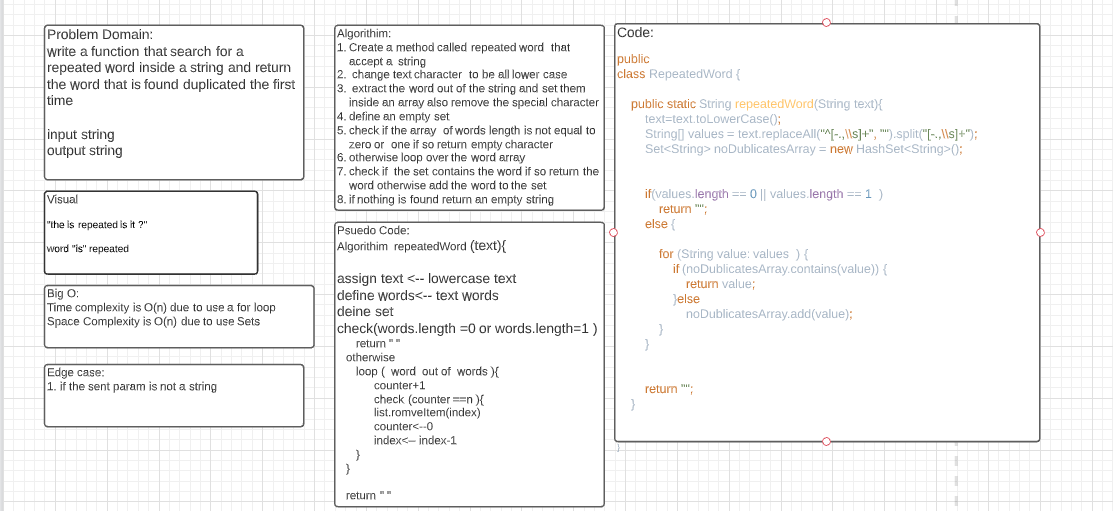 Problem Domain:
write a function that search for a
repeated word inside a string and return
the word that is found duplicated the first
time
input string
output string
Visual
"the is repeated is it ?"
word "is" repeated
Big O:
Time complexity is O(n) due to use a for loop
Space Complexity is O(n) due to use Sets
Edge case:
1. if the sent param is not a string
Algorithim:
1. Create a method called repeated word that
accept a string
2. change text character to be all lower case
3. extract the word out of the string and set them
inside an array also remove the special character
4. define an empty set
5. check if the array of words length is not equal to
zero or one if so return empty character
6. otherwise loop over the word array
7. check if the set contains the word if so return the
word otherwise add the word to the set
8. if nothing is found return an empty string
Psuedo Code:
Algorithim repeatedWord (text){
assign text <-- lowercase text
define words<-- text words
deine set
check(words.length =0 or words.length=1 )
return " "
otherwise
loop ( word out of words ){
counter+1
check (counter ==n ){
list.romveItem(index)
counter<--0
index<-- index-1
}
}
return " "
Code:
public
class RepeatedWord {
public static String repeatedWord(String text){
text=text.toLowerCase();
String[] values = text.replaceAll("^[-.,\\s]+", "").split("[-.,\\s]+");
Set<String> noDublicatesArray = new HashSet<String>();
if(values.length == 0 || values.length == 1 )
return "";
else {
for (String value: values ) {
if (noDublicatesArray.contains(value)) {
return value;
}else
noDublicatesArray.add(value);
}
}
return "";
}
}